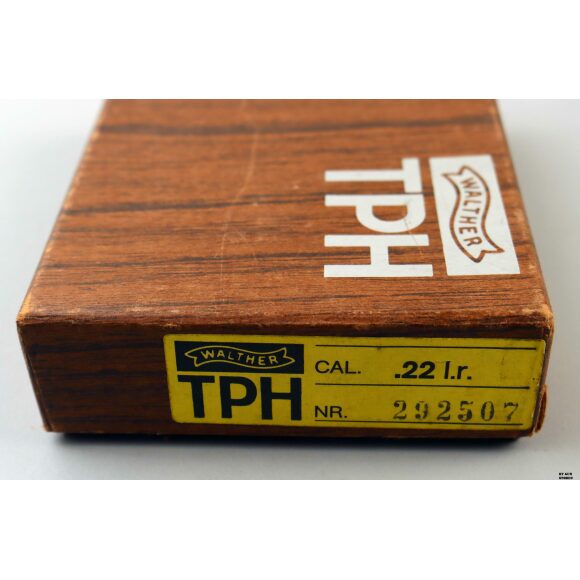 WALTHER
TPH
WALTHER
TPH
CAL. .22 l.r.
NR. 292507